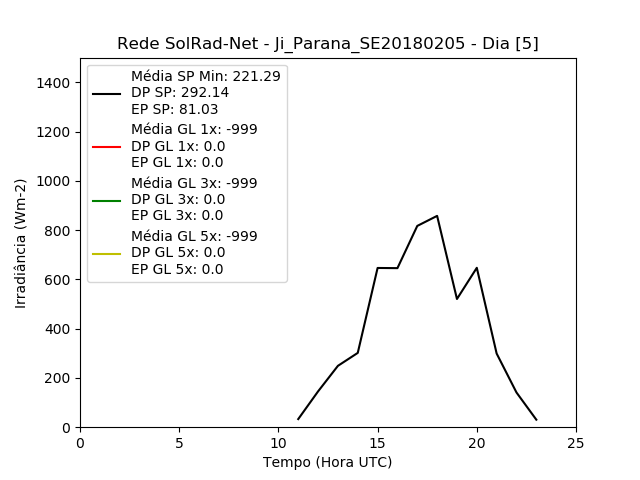 Rede SolRad-Net - Ji_Parana_SE20180205 - Dia [5]
Média SP Min: 221.29
DP SP: 292.14
EP SP: 81.03
Média GL 1x: -999
DP GL 1x: 0.0
EP GL 1x: 0.0
Média GL 3x: -999
DP GL 3x: 0.0
EP GL 3x: 0.0
Média GL 5x: -999
DP GL 5x: 0.0
EP GL 5x: 0.0
Irradiância (Wm-2)
1400
1200
1000
800
600
400
200
0
0 5 10 15 20 25
Tempo (Hora UTC)